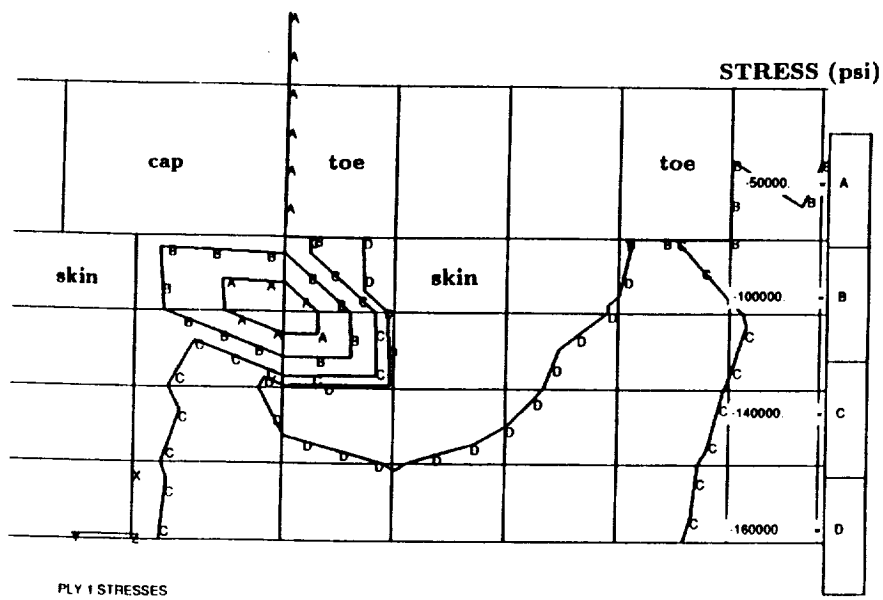 STRESS (psi)
cap toe toe
-50000. A
skin skin
-100000. B
-140000. C
-160000 D
PLY 1 STRESSES